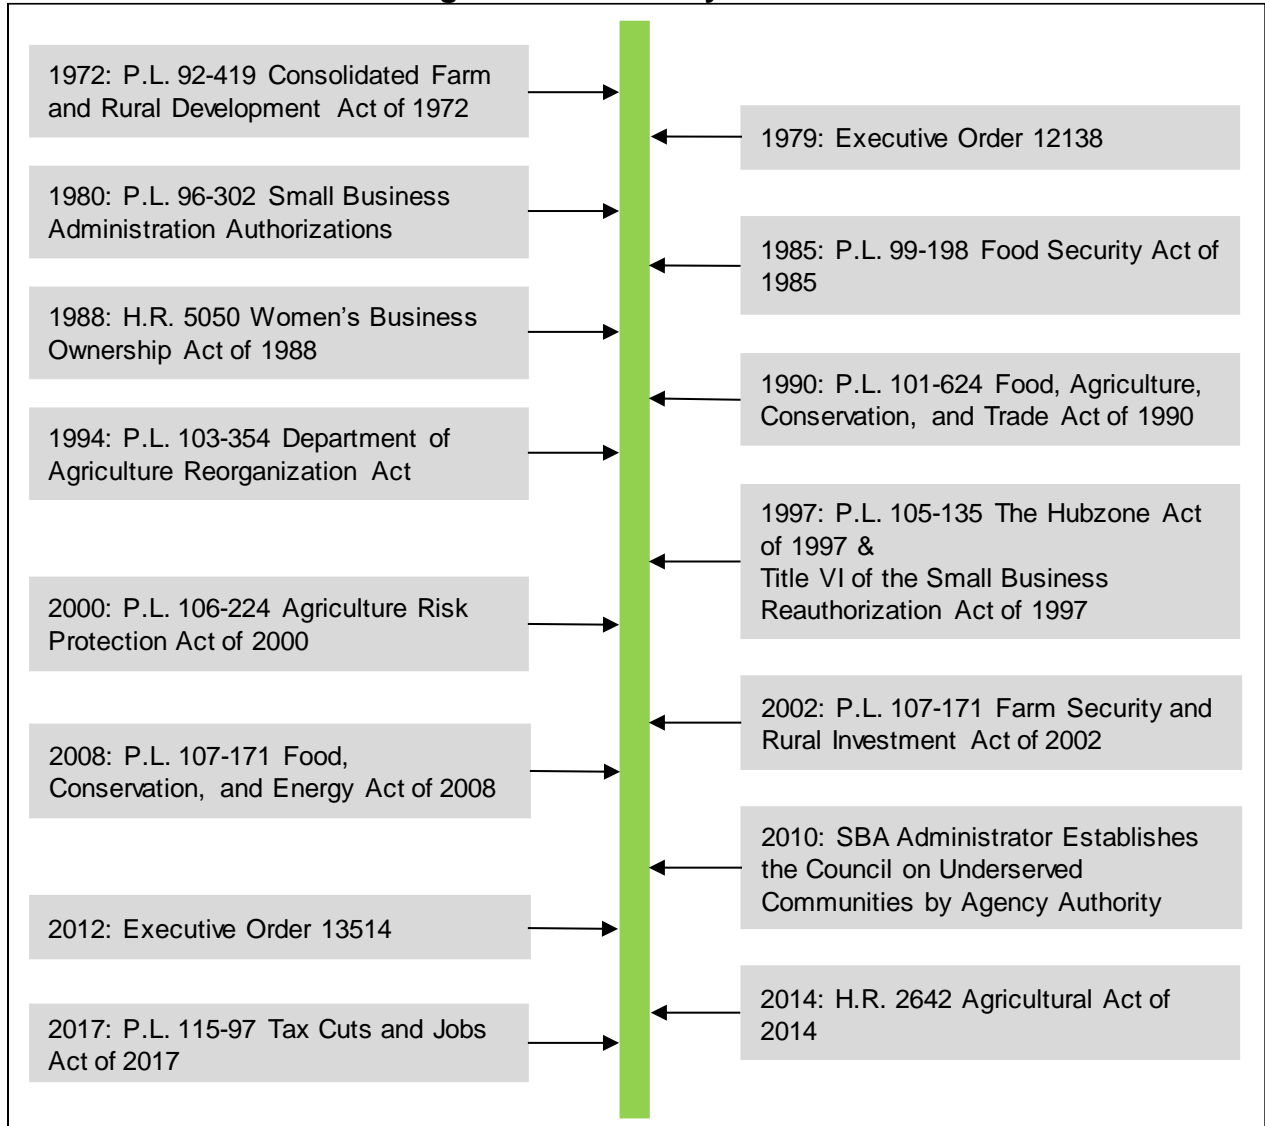 1972: P.L. 92-419 Consolidated Farm
and Rural Development Act of 1972
1979: Executive Order 12138
1980: P.L. 96-302 Small Business
Administration Authorizations
1985: P.L. 99-198 Food Security Act of
1985
1988: H.R. 5050 Women's Business
Ownership Act of 1988
1990: P.L. 101-624 Food, Agriculture,
Conservation, and Trade Act of 1990
1994: P.L. 103-354 Department of
Agriculture Reorganization Act
1997: P.L. 105-135 The Hubzone Act
of 1997 &
Title VI of the Small Business
Reauthorization Act of 1997
2000: P.L. 106-224 Agriculture Risk
Protection Act of 2000
2002: P.L. 107-171 Farm Security and
Rural Investment Act of 2002
2008: P.L. 107-171 Food,
Conservation, and Energy Act of 2008
2010: SBA Administrator Establishes
the Council on Underserved
Communities by Agency Authority
2012: Executive Order 13514
2014: H.R. 2642 Agricultural Act of
2014
2017: P.L. 115-97 Tax Cuts and Jobs
Act of 2017